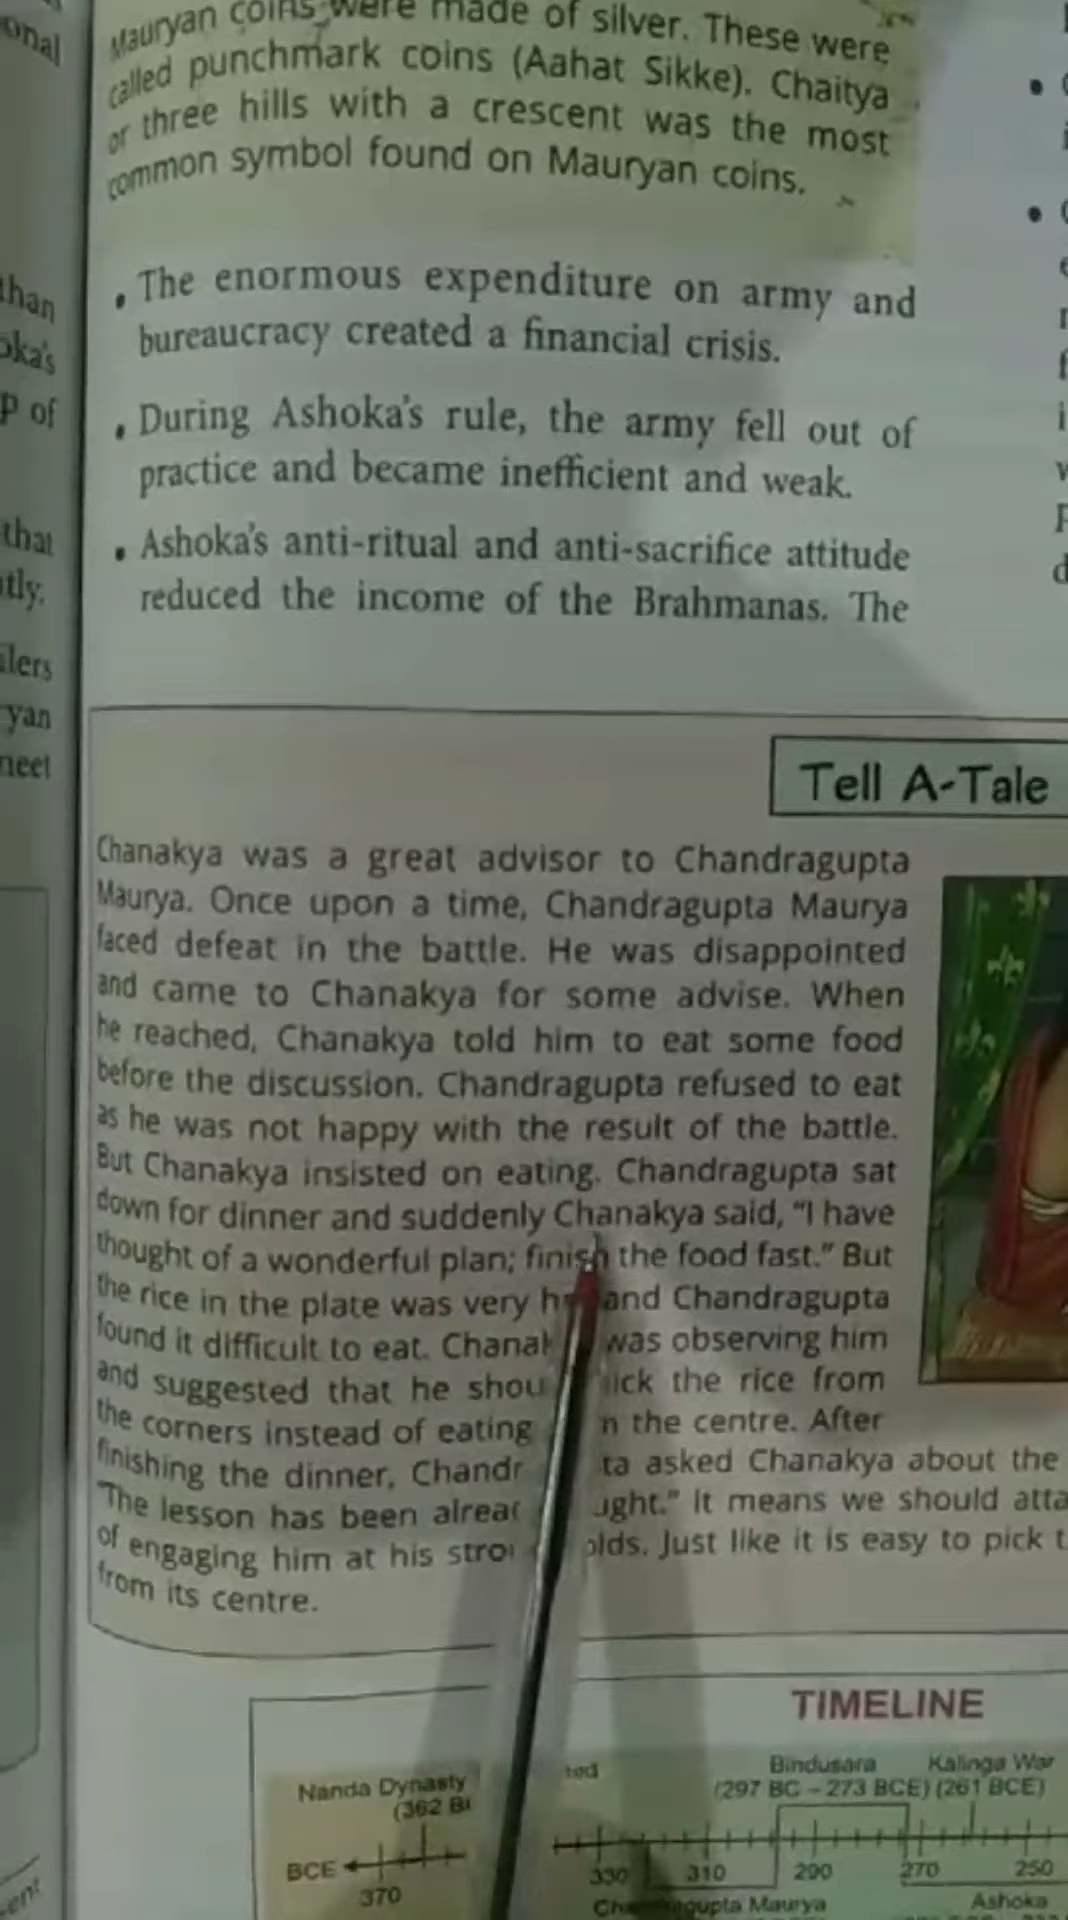 onal
than
oka's
p of
that
tly.
lers
yan
neet
Mauryan coins were made of silver. These were
called punchmark coins (Aahat Sikke). Chaitya
or three hills with a crescent was the most
common symbol found on Mauryan coins.
• The enormous expenditure on army and
bureaucracy created a financial crisis.
• During Ashoka's rule, the army fell out of
practice and became inefficient and weak.
• Ashoka's anti-ritual and anti-sacrifice attitude
reduced the income of the Brahmanas. The
Tell A-Tale
Chanakya was a great advisor to Chandragupta
Maurya. Once upon a time, Chandragupta Maurya
faced defeat in the battle. He was disappointed
and came to Chanakya for some advise. When
he reached, Chanakya told him to eat some food
before the discussion. Chandragupta refused to eat
as he was not happy with the result of the battle.
But Chanakya insisted on eating. Chandragupta sat
down for dinner and suddenly Chanakya said, "I have
thought of a wonderful plan; finish the food fast." But
the rice in the plate was very h and Chandragupta
found it difficult to eat. Chanak was observing him
and suggested that he shou ick the rice from
the corners instead of eating n the centre. After
finishing the dinner, Chandr ta asked Chanakya about the
"The lesson has been alread ught." It means we should atta
of engaging him at his stro olds. Just like it is easy to pick t
from its centre.
TIMELINE
Nanda Dynasty
(362 B
ted
Bindusara
(297 BC – 273 BCE)
Kalinga War
(261 BCE)
BCE
370 330 310 290 270 250
Chandragupta Maurya
Ashoka